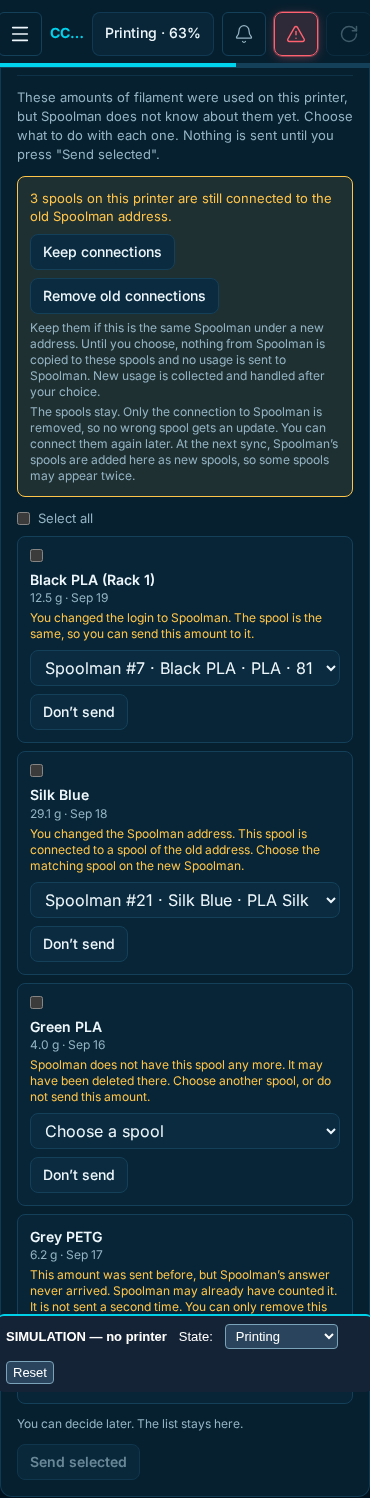 CC...
Printing · 63%
These amounts of filament were used on this printer,
but Spoolman does not know about them yet. Choose
what to do with each one. Nothing is sent until you
press "Send selected".
3 spools on this printer are still connected to the
old Spoolman address.
Keep connections
Remove old connections
Keep them if this is the same Spoolman under a new
address. Until you choose, nothing from Spoolman is
copied to these spools and no usage is sent to
Spoolman. New usage is collected and handled after
your choice.
The spools stay. Only the connection to Spoolman is
removed, so no wrong spool gets an update. You can
connect them again later. At the next sync, Spoolman’s
spools are added here as new spools, so some spools
may appear twice.
Select all
Black PLA (Rack 1)
12.5 g · Sep 19
You changed the login to Spoolman. The spool is the
same, so you can send this amount to it.
Spoolman #7 · Black PLA · PLA · 81
Don’t send
Silk Blue
29.1 g · Sep 18
You changed the Spoolman address. This spool is
connected to a spool of the old address. Choose the
matching spool on the new Spoolman.
Spoolman #21 · Silk Blue · PLA Silk
Don’t send
Green PLA
4.0 g · Sep 16
Spoolman does not have this spool any more. It may
have been deleted there. Choose another spool, or do
not send this amount.
Choose a spool
Don’t send
Grey PETG
6.2 g · Sep 17
This amount was sent before, but Spoolman’s answer
never arrived. Spoolman may already have counted it.
It is not sent a second time. You can only remove this
SIMULATION — no printer State: Printing
Reset
You can decide later. The list stays here.
Send selected